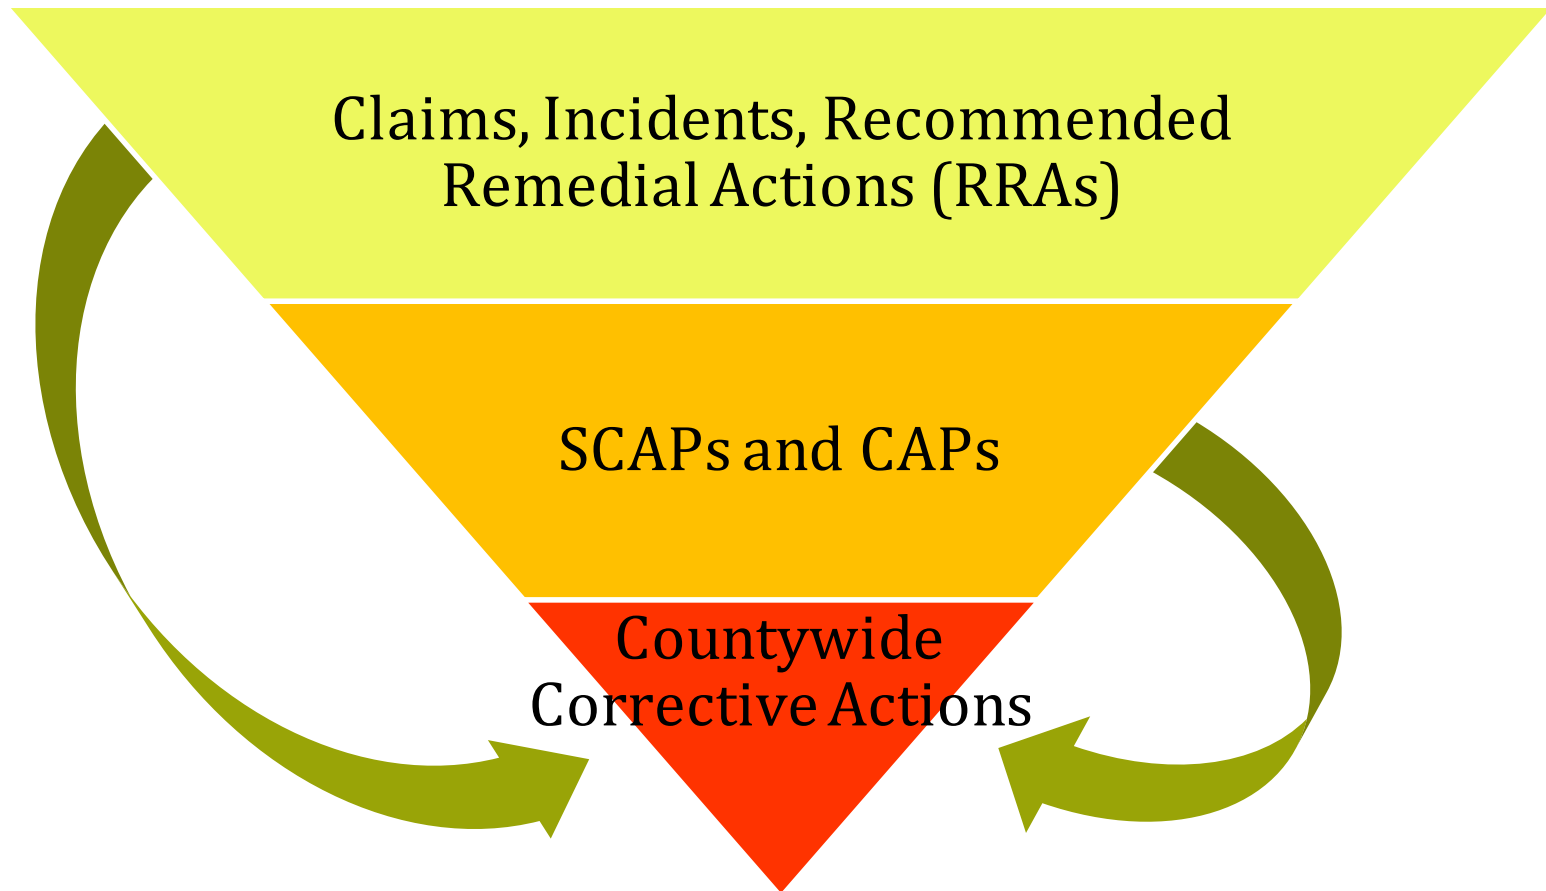 Claims, Incidents, Recommended
Remedial Actions (RRAs)
SCAPs and CAPs
Countywide
Corrective Actions